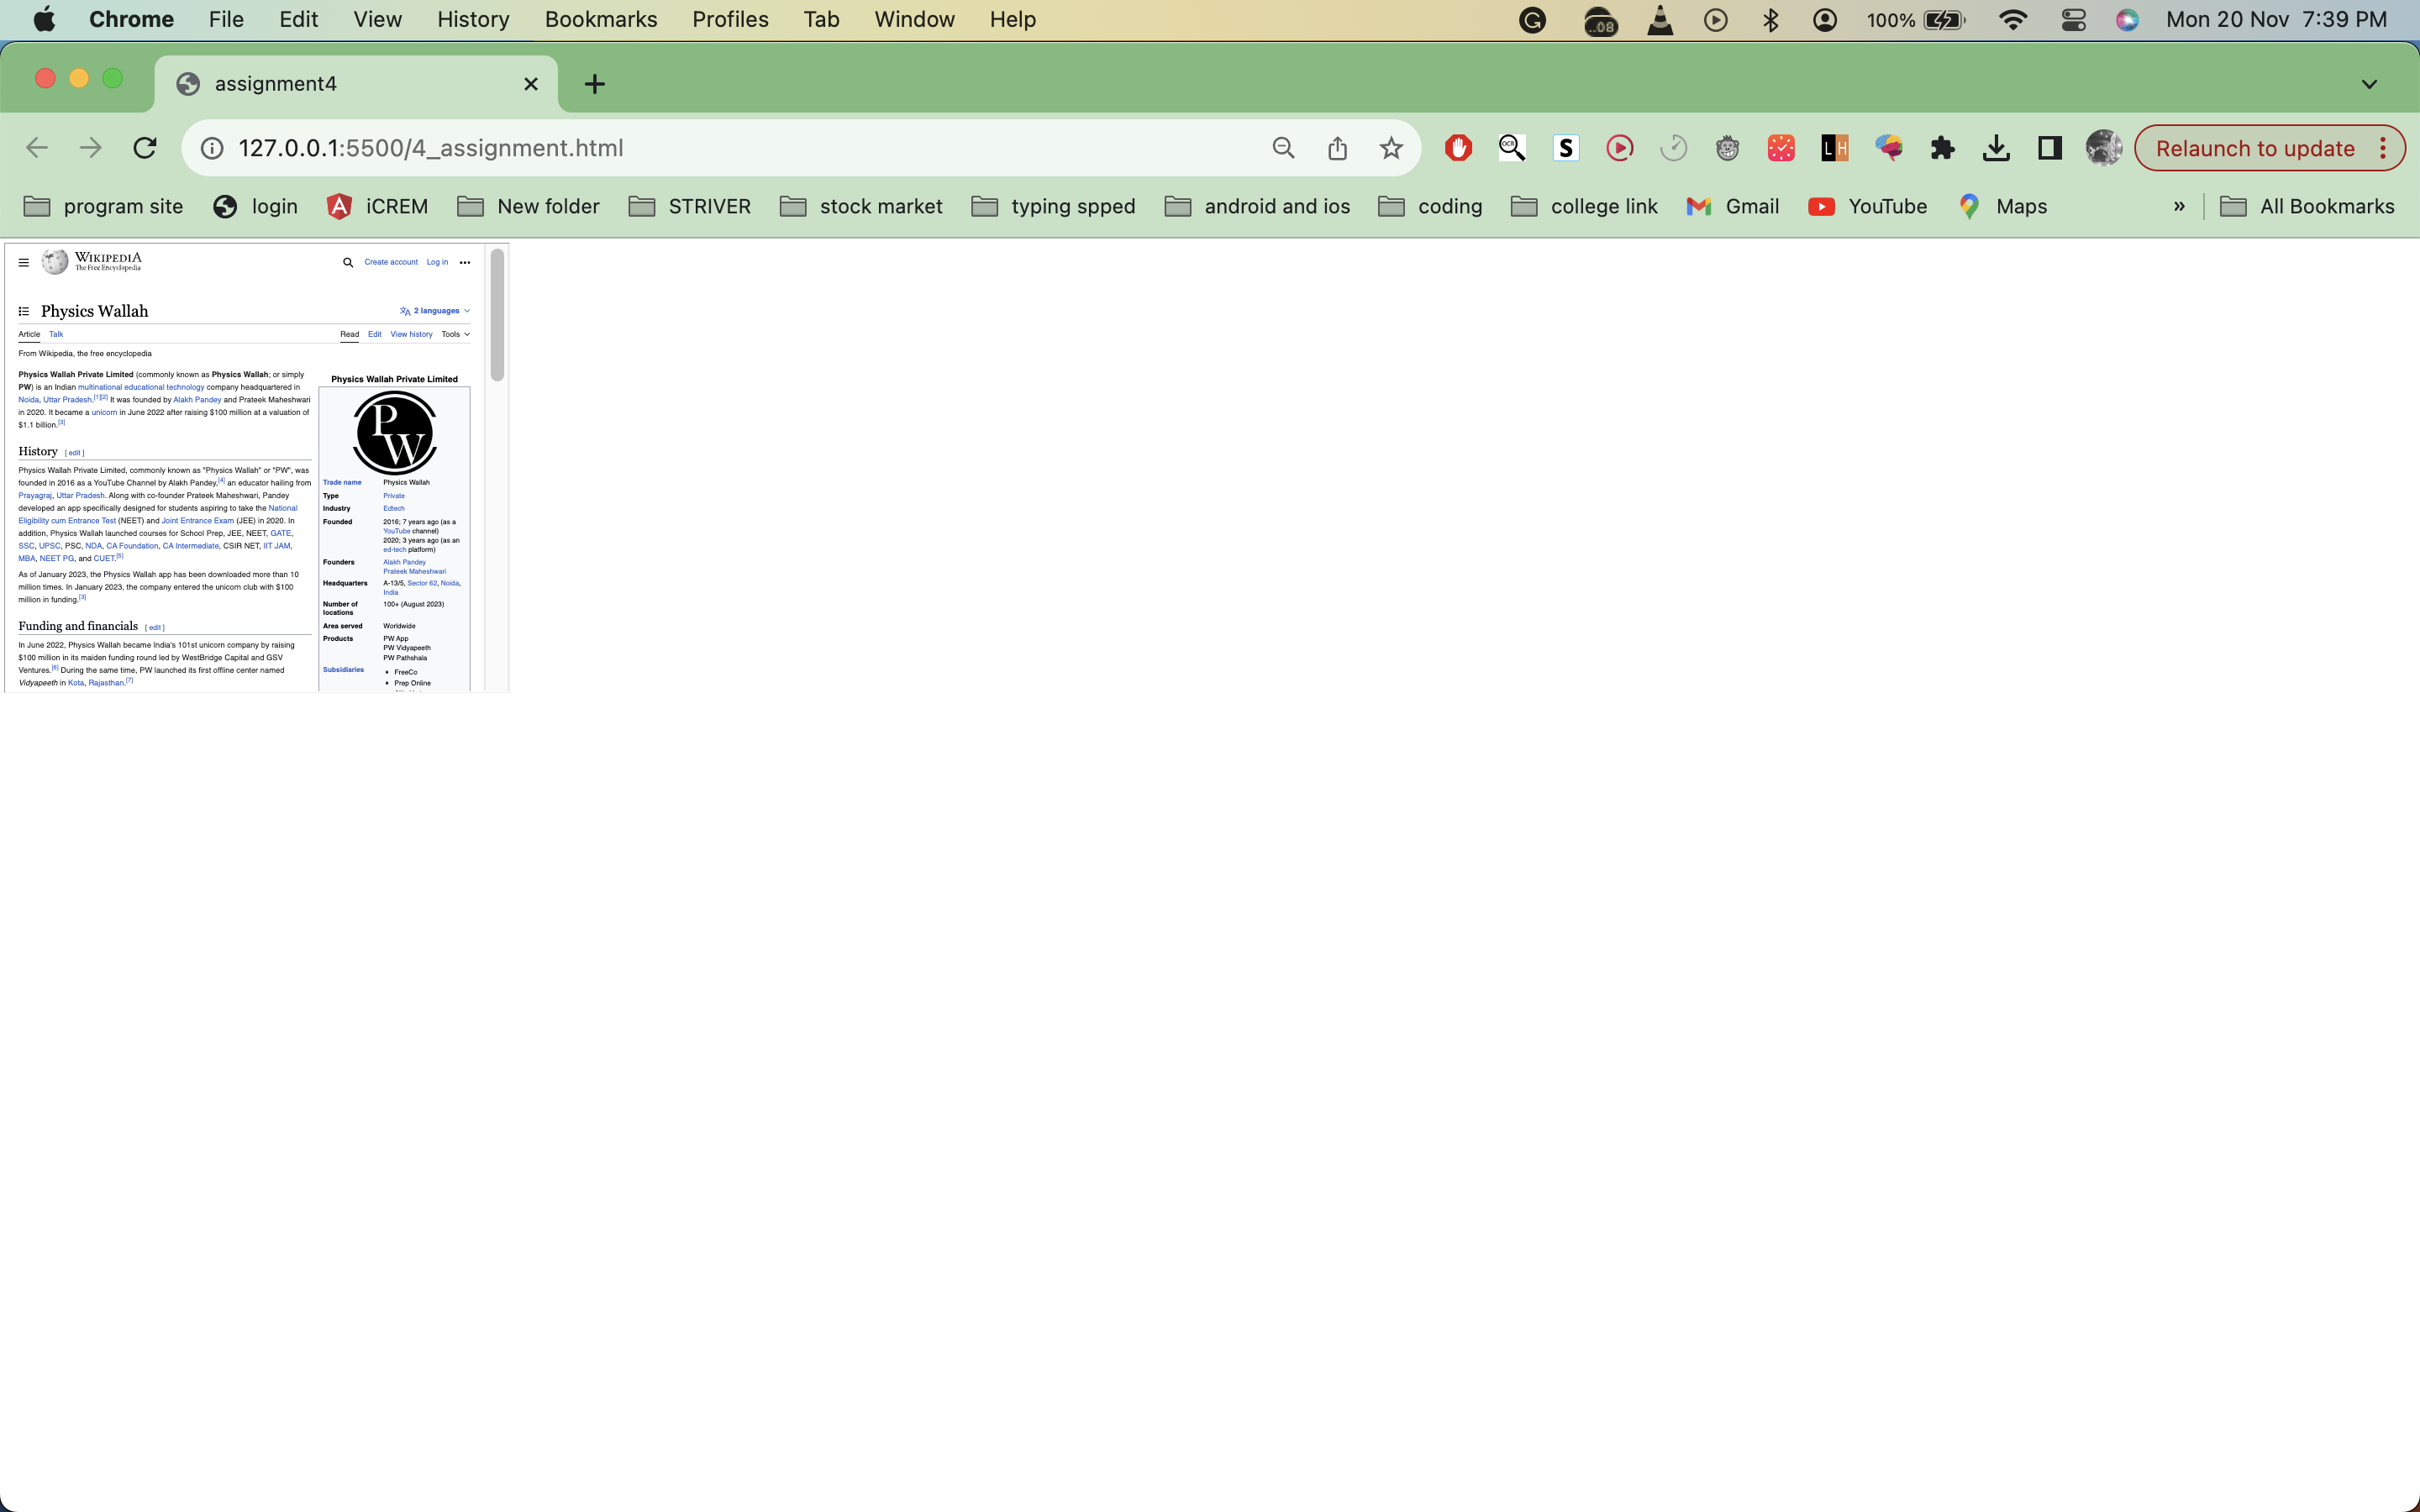 Chrome File Edit View History Bookmarks Profiles Tab Window Help 100% Mon 20 Nov 7:39 PM
assignment4
127.0.0.1:5500/4_assignment.html Relaunch to update
program site login iCREM New folder STRIVER stock market typing spped android and ios coding college link Gmail YouTube Maps » All Bookmarks
WIKIPEDIA
The Free Encyclopedia
Create account Log in
Physics Wallah
2 languages
Article Talk Read Edit View history Tools
From Wikipedia, the free encyclopedia
Physics Wallah Private Limited (commonly known as Physics Wallah; or simply
PW) is an Indian multinational educational technology company headquartered in
Noida, Uttar Pradesh.[1][2] It was founded by Alakh Pandey and Prateek Maheshwari
in 2020. It became a unicorn in June 2022 after raising $100 million at a valuation of
$1.1 billion.[3]
History [ edit ]
Physics Wallah Private Limited, commonly known as "Physics Wallah" or "PW", was
founded in 2016 as a YouTube Channel by Alakh Pandey,[4] an educator hailing from
Prayagraj, Uttar Pradesh. Along with co-founder Prateek Maheshwari, Pandey
developed an app specifically designed for students aspiring to take the National
Eligibility cum Entrance Test (NEET) and Joint Entrance Exam (JEE) in 2020. In
addition, Physics Wallah launched courses for School Prep, JEE, NEET, GATE,
SSC, UPSC, PSC, NDA, CA Foundation, CA Intermediate, CSIR NET, IIT JAM,
MBA, NEET PG, and CUET.[5]
As of January 2023, the Physics Wallah app has been downloaded more than 10
million times. In January 2023, the company entered the unicorn club with $100
million in funding.[3]
Funding and financials [ edit ]
In June 2022, Physics Wallah became India's 101st unicorn company by raising
$100 million in its maiden funding round led by WestBridge Capital and GSV
Ventures.[6] During the same time, PW launched its first offline center named
Vidyapeeth in Kota, Rajasthan.[7]
Physics Wallah Private Limited
PW
Trade name Physics Wallah
Type Private
Industry Edtech
Founded 2016; 7 years ago (as a
YouTube channel)
2020; 3 years ago (as an
ed-tech platform)
Founders Alakh Pandey
Prateek Maheshwari
Headquarters A-13/5, Sector 62, Noida,
India
Number of
locations 100+ (August 2023)
Area served Worldwide
Products PW App
PW Vidyapeeth
PW Pathshala
Subsidiaries • FreeCo
• Prep Online